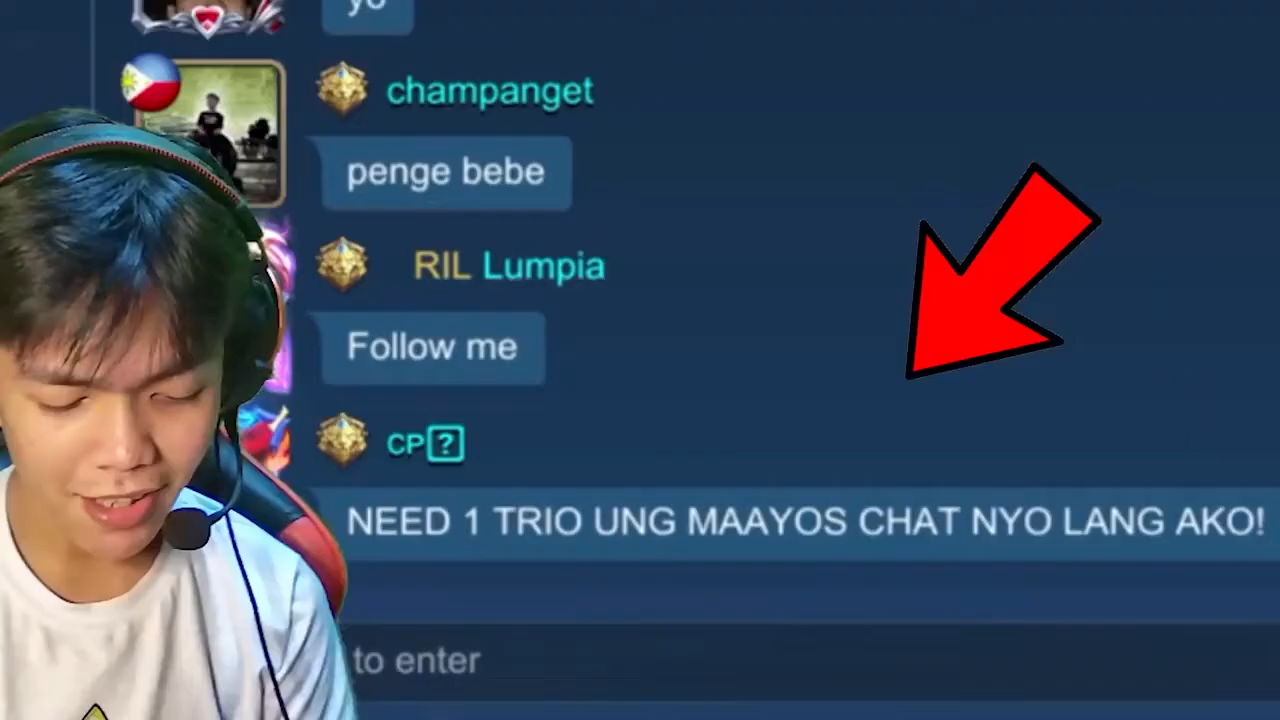 yo
champanget
penge bebe
RIL Lumpia
Follow me
CP?
NEED 1 TRIO UNG MAAYOS CHAT NYO LANG AKO!
to enter